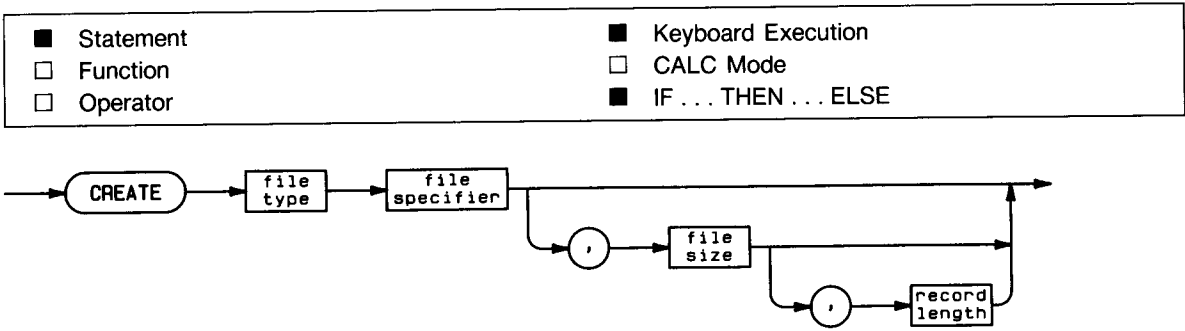 ■ Statement
□ Function
□ Operator
■ Keyboard Execution
□ CALC Mode
■ IF . . . THEN . . . ELSE
CREATE
file
type
file
specifier
,
file
size
,
record
length